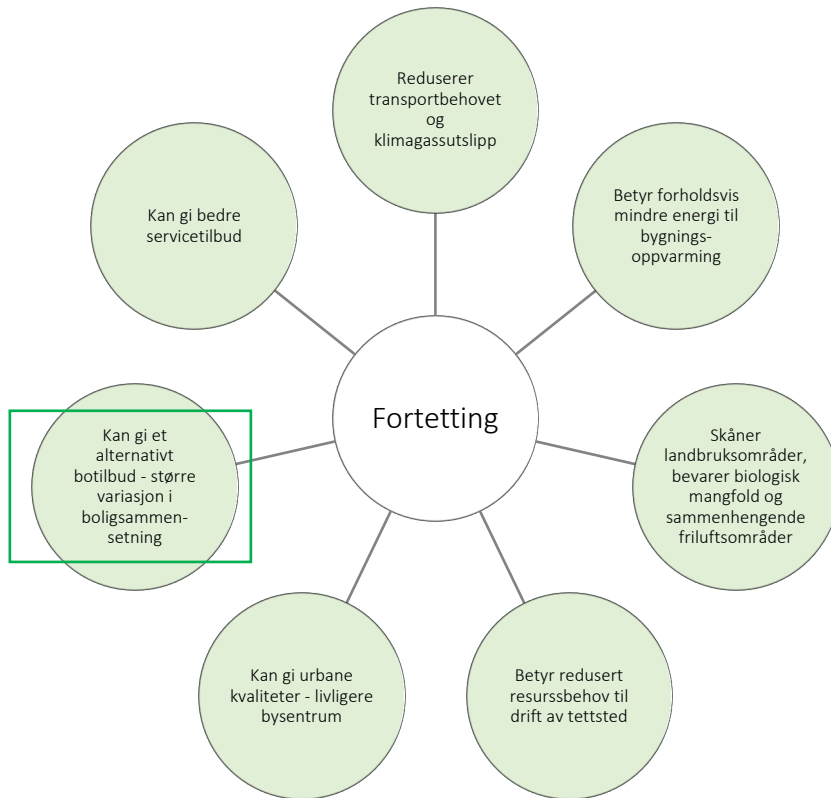 Reduserer
transportbehovet
og
klimagassutslipp
Betyr forholdsvis
mindre energi til
bygnings-
oppvarming
Skåner
landbruksområder,
bevarer biologisk
mangfold og
sammenhengende
friluftsområder
Betyr redusert
resurssbehov til
drift av tettsted
Kan gi urbane
kvaliteter - livligere
bysentrum
Kan gi et
alternativt
botilbud - større
variasjon i
boligsammen-
setning
Kan gi bedre
servicetilbud
Fortetting